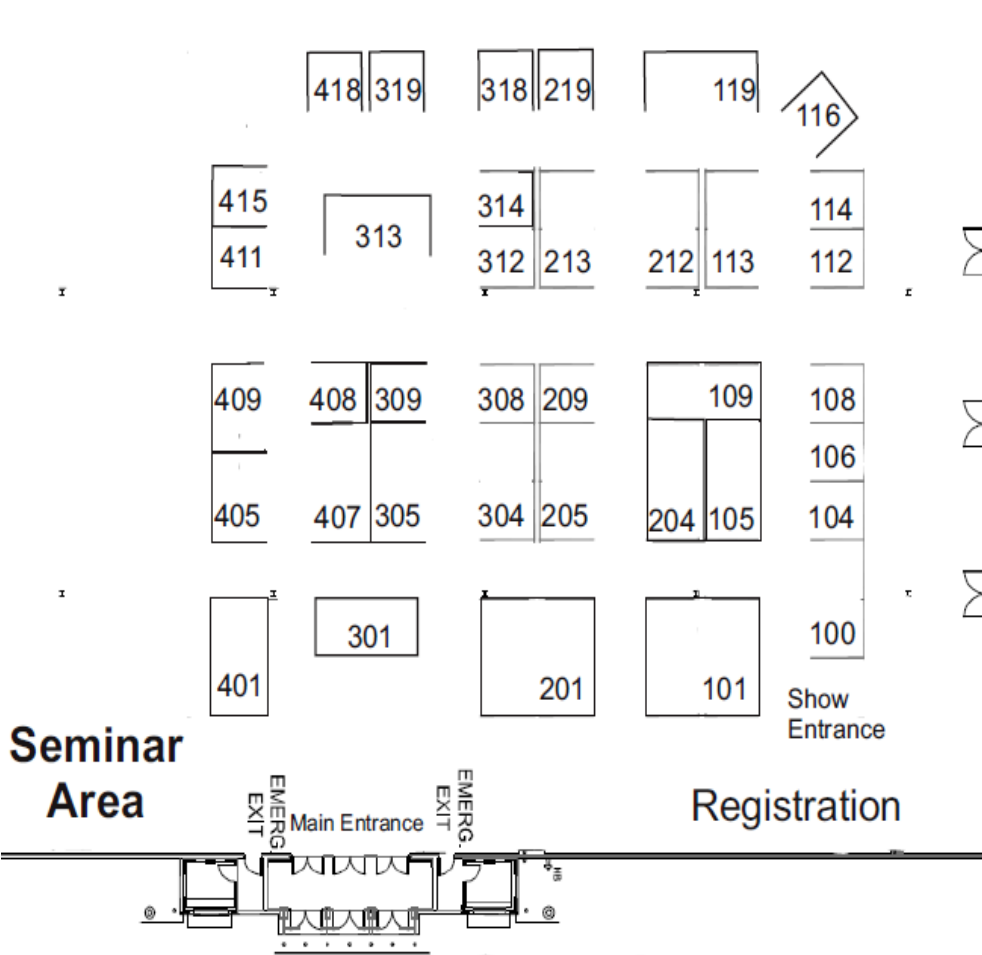 418 319 318 219 119
116
415 314 114
313
411 312 213 212 113 112
409 408 309 308 209 109 108
106
405 407 305 304 205 204 105 104
301 100
401 201 101
Show
Entrance
Seminar
Area
EMERG
EXIT
Main Entrance
EMERG
EXIT
Registration
HB